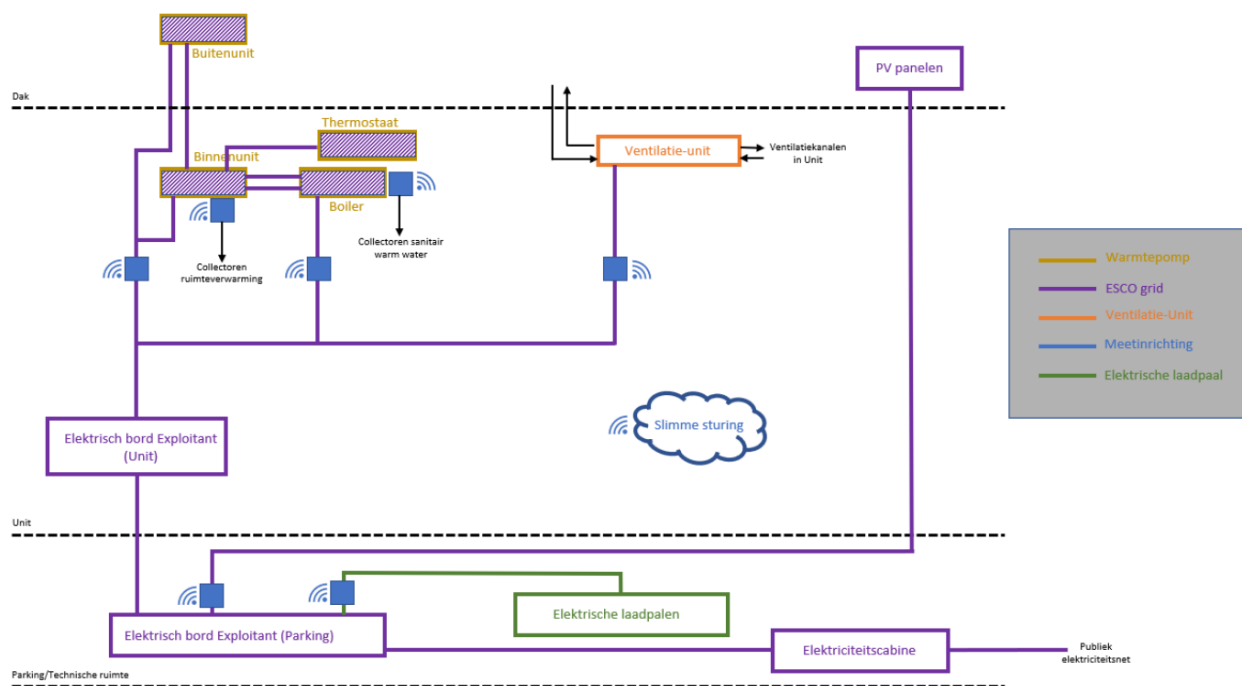 Buitenunit
PV panelen
Dak
Thermostaat
Binnenunit
Ventilatie-unit
Ventilatiekanalen
in Unit
Boiler
Collectoren sanitair
warm water
Collectoren
ruimteverwarming
Warmtepomp
ESCO grid
Ventilatie-Unit
Meetinrichting
Elektrische laadpaal
Slimme sturing
Elektrisch bord Exploitant
(Unit)
Unit
Elektrische laadpalen
Elektrisch bord Exploitant (Parking)
Elektriciteitscabine
Publiek
elektriciteitsnet
Parking/Technische ruimte